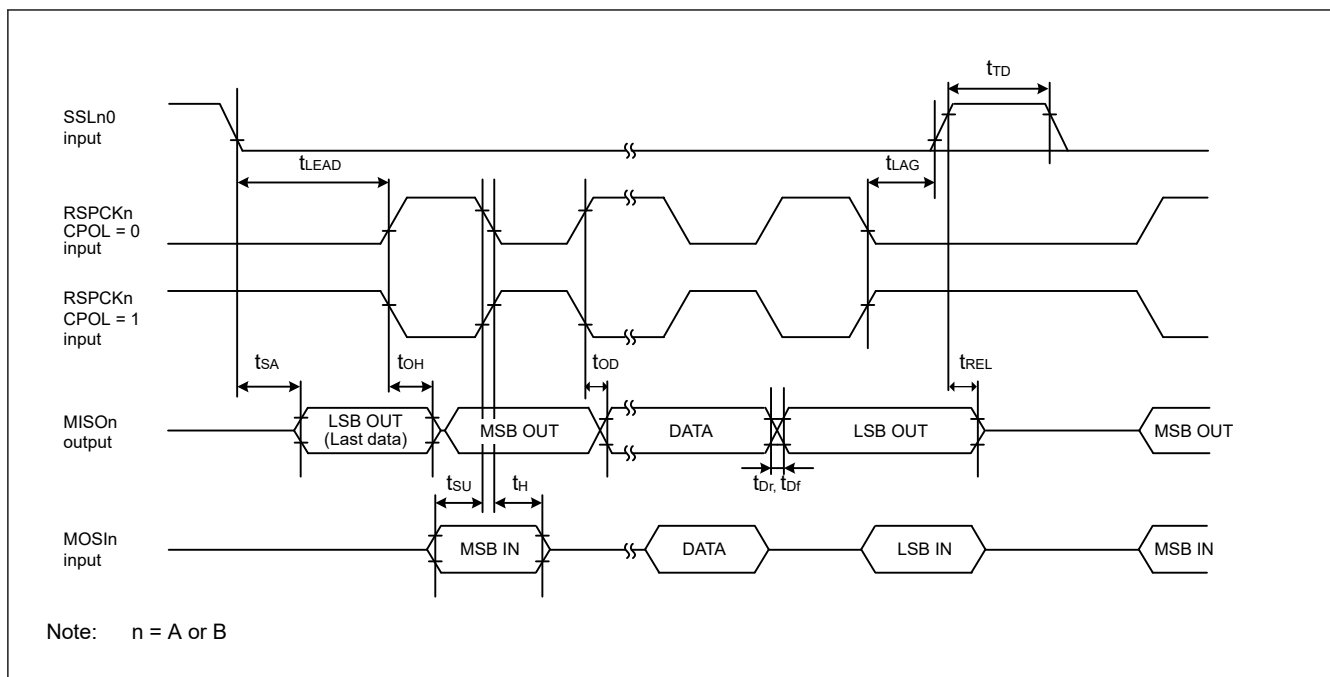 tTD
SSLn0
input
tLEAD
tLAG
RSPCKn
CPOL = 0
input
RSPCKn
CPOL = 1
input
tSA
tOH
tOD
tREL
MISOn
output
LSB OUT
(Last data)
MSB OUT
DATA
LSB OUT
MSB OUT
tSU
tH
tDr, tDf
MOSIn
input
MSB IN
DATA
LSB IN
MSB IN
Note: n = A or B